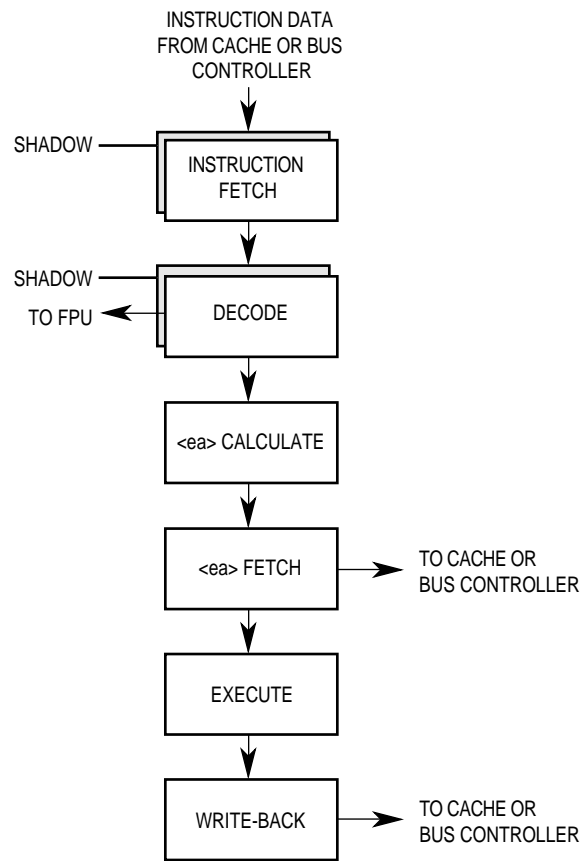 INSTRUCTION DATA
FROM CACHE OR BUS
CONTROLLER
SHADOW
INSTRUCTION
FETCH
SHADOW
TO FPU
DECODE
<ea> CALCULATE
<ea> FETCH
TO CACHE OR
BUS CONTROLLER
EXECUTE
WRITE-BACK
TO CACHE OR
BUS CONTROLLER